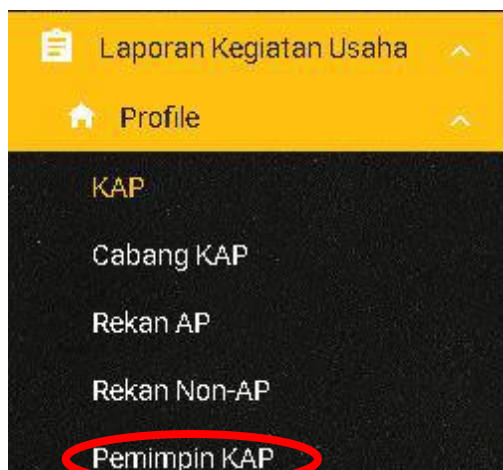 Laporan Kegiatan Usaha
Profile
KAP
Cabang KAP
Rekan AP
Rekan Non-AP
Pemimpin KAP